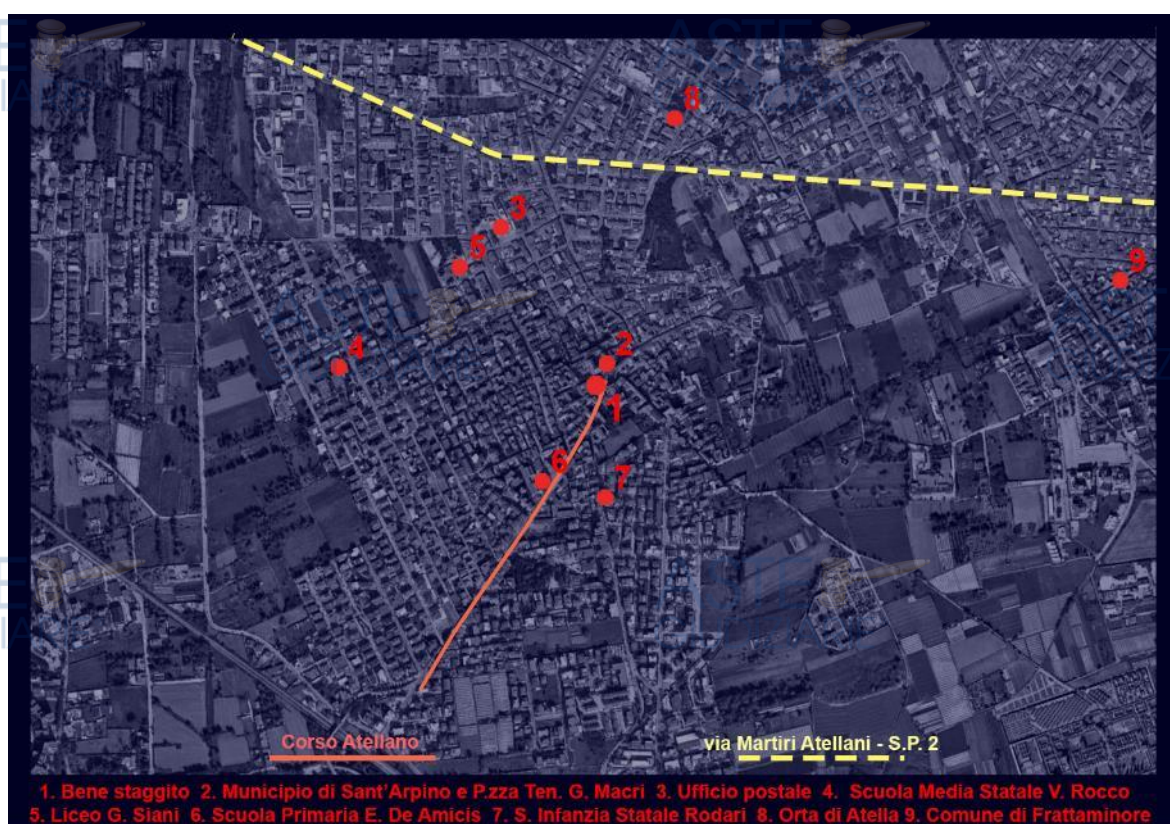 8
3
5
9
2
4
1
6
7
Corso Atellano
via Martiri Atellani - S.P. 2
1. Bene staggito 2. Municipio di Sant'Arpino e P.zza Ten. G. Macri 3. Ufficio postale 4. Scuola Media Statale V. Rocco
5. Liceo G. Siani 6. Scuola Primaria E. De Amicis 7. S. Infanzia Statale Rodari 8. Orta di Atella 9. Comune di Frattaminore